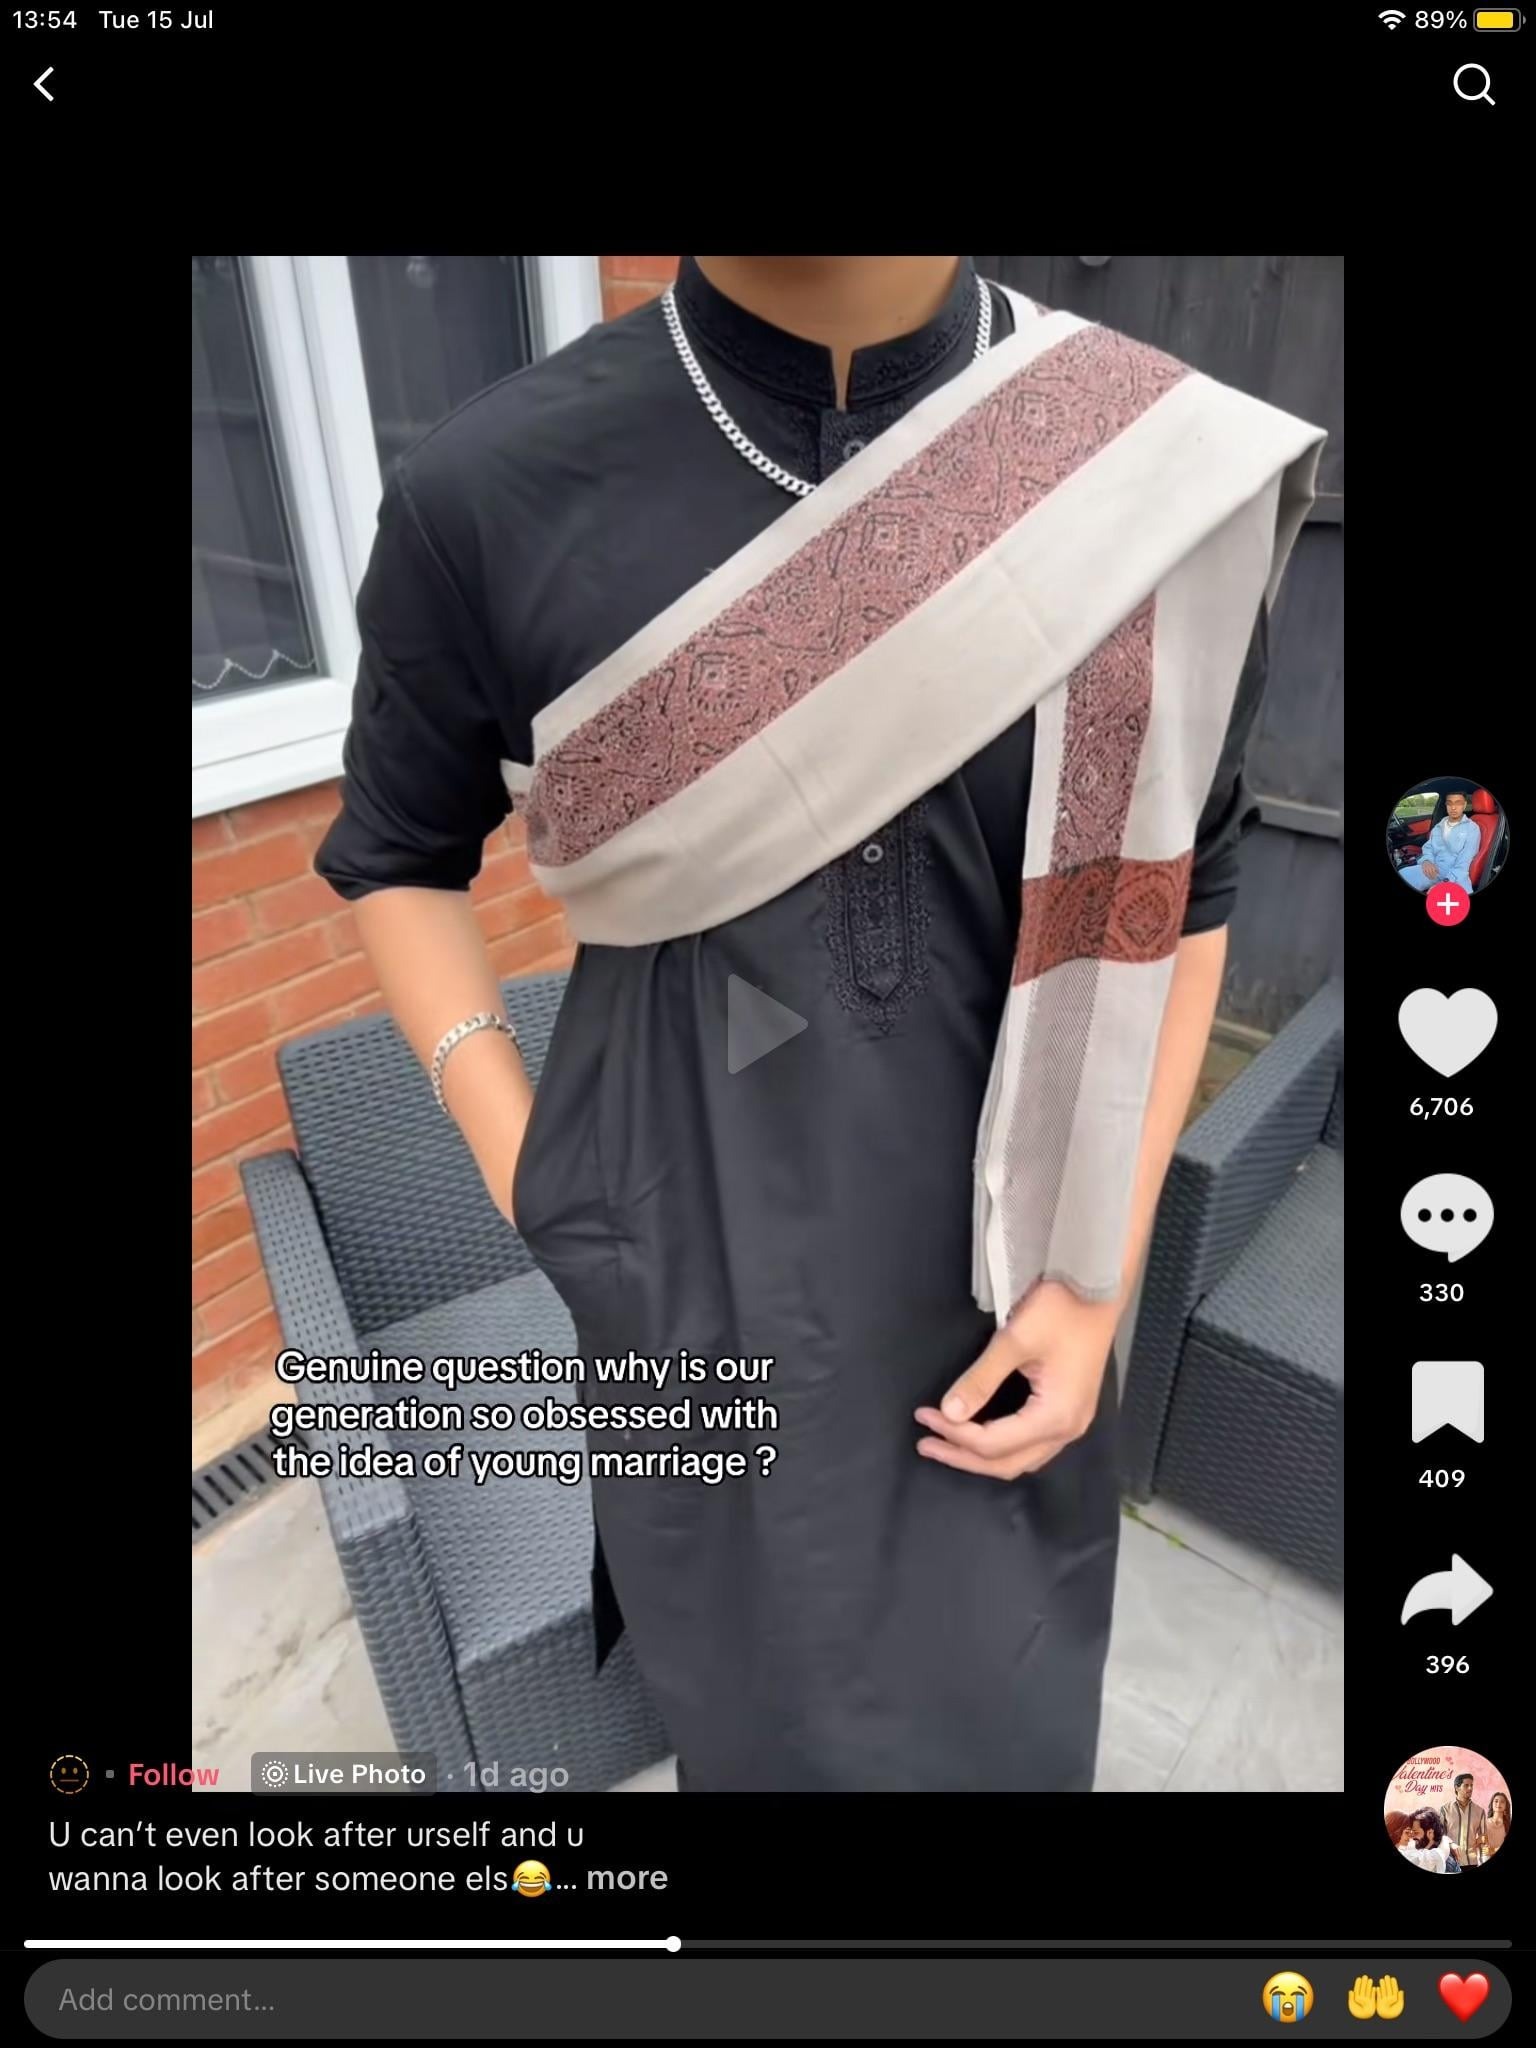 13:54 Tue 15 Jul
89%
Genuine question why is our
generation so obsessed with
the idea of young marriage ?
6,706
330
409
396
Follow Live Photo · 1d ago
BOLLYWOOD
Valentine's
Day HITS
U can’t even look after urself and u
wanna look after someone els😂... more
Add comment...